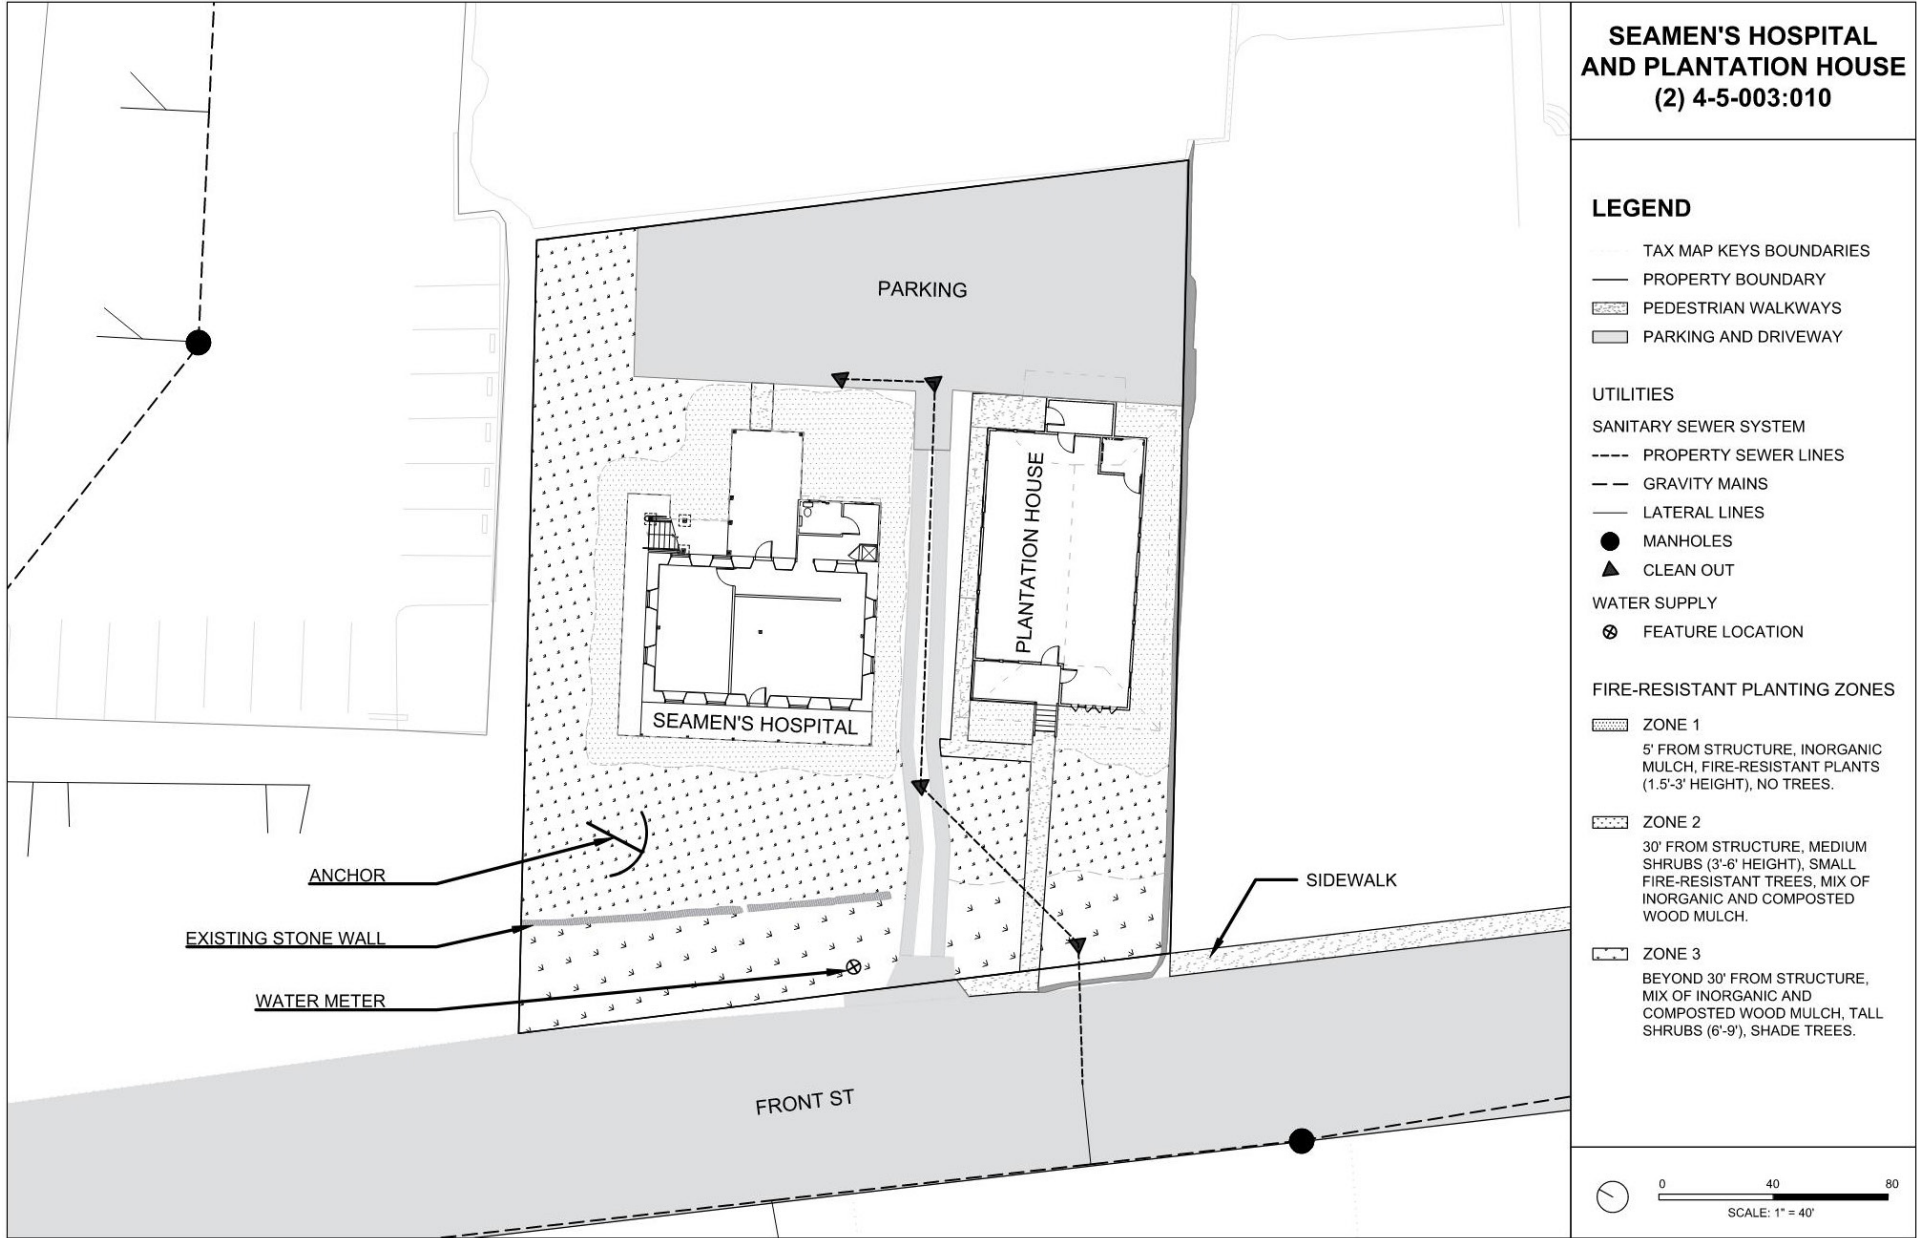 SEAMEN'S HOSPITAL
AND PLANTATION HOUSE
(2) 4-5-003:010
LEGEND
TAX MAP KEYS BOUNDARIES
PROPERTY BOUNDARY
PEDESTRIAN WALKWAYS
PARKING AND DRIVEWAY
UTILITIES
SANITARY SEWER SYSTEM
PROPERTY SEWER LINES
GRAVITY MAINS
LATERAL LINES
MANHOLES
CLEAN OUT
WATER SUPPLY
FEATURE LOCATION
FIRE-RESISTANT PLANTING ZONES
ZONE 1
5' FROM STRUCTURE, INORGANIC
MULCH, FIRE-RESISTANT PLANTS
(1.5'-3' HEIGHT), NO TREES.
ZONE 2
30' FROM STRUCTURE, MEDIUM
SHRUBS (3'-6' HEIGHT), SMALL
FIRE-RESISTANT TREES, MIX OF
INORGANIC AND COMPOSTED
WOOD MULCH.
ZONE 3
BEYOND 30' FROM STRUCTURE,
MIX OF INORGANIC AND
COMPOSTED WOOD MULCH, TALL
SHRUBS (6'-9'), SHADE TREES.
0 40 80
SCALE: 1" = 40'
PARKING
PLANTATION HOUSE
SEAMEN'S HOSPITAL
ANCHOR
SIDEWALK
EXISTING STONE WALL
WATER METER
FRONT ST